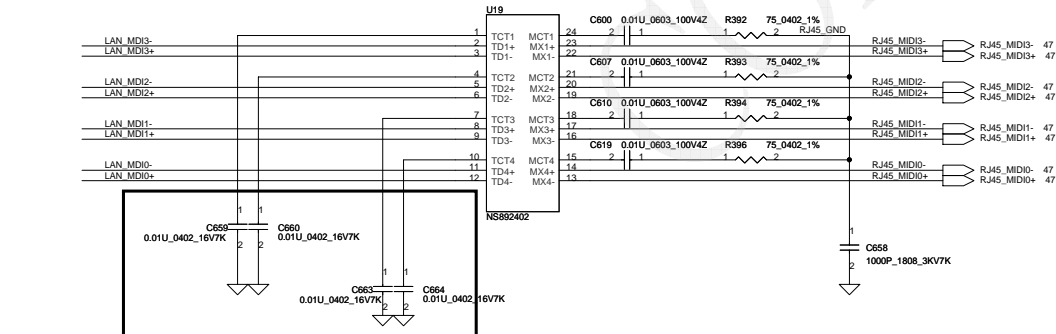 U19
C600 0.01U_0603_100V4Z R392 75_0402_1%
1 TCT1 MCT1 24 2 1 1 2 RJ45_GND
LAN_MDI3- 2 TD1+ MX1+ 23 RJ45_MIDI3- RJ45_MIDI3- 47
LAN_MDI3+ 3 TD1- MX1- 22 RJ45_MIDI3+ RJ45_MIDI3+ 47
C607 0.01U_0603_100V4Z R393 75_0402_1%
4 TCT2 MCT2 21 2 1 1 2
LAN_MDI2- 5 TD2+ MX2+ 20 RJ45_MIDI2- RJ45_MIDI2- 47
LAN_MDI2+ 6 TD2- MX2- 19 RJ45_MIDI2+ RJ45_MIDI2+ 47
C610 0.01U_0603_100V4Z R394 75_0402_1%
7 TCT3 MCT3 18 2 1 1 2
LAN_MDI1- 8 TD3+ MX3+ 17 RJ45_MIDI1- RJ45_MIDI1- 47
LAN_MDI1+ 9 TD3- MX3- 16 RJ45_MIDI1+ RJ45_MIDI1+ 47
C619 0.01U_0603_100V4Z R396 75_0402_1%
10 TCT4 MCT4 15 2 1 1 2
LAN_MDI0- 11 TD4+ MX4+ 14 RJ45_MIDI0- RJ45_MIDI0- 47
LAN_MDI0+ 12 TD4- MX4- 13 RJ45_MIDI0+ RJ45_MIDI0+ 47
NS892402
1 1
C659 C660
0.01U_0402_16V7K 0.01U_0402_16V7K
2 2
1
C658
1000P_1808_3KV7K
2
1 1
C663 C664
0.01U_0402_16V7K 0.01U_0402_16V7K
2 2